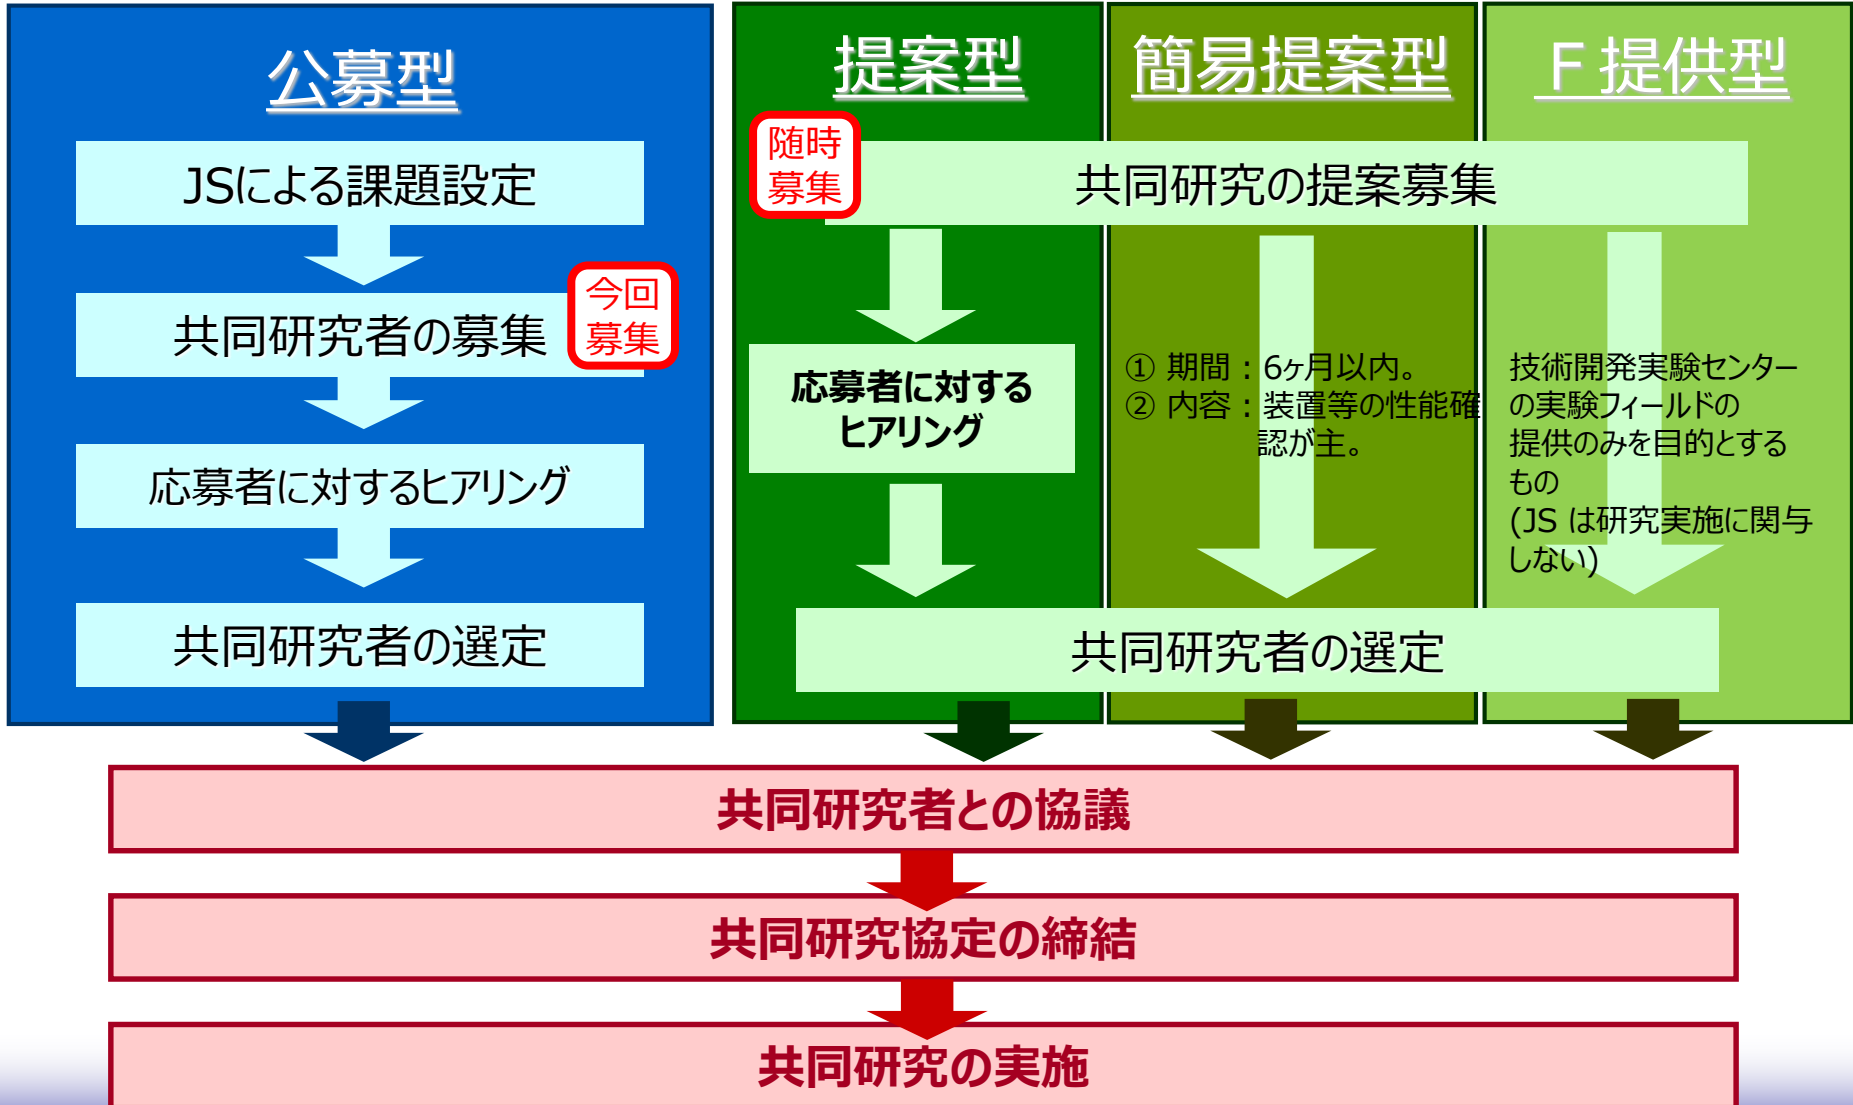 公募型
JSによる課題設定
共同研究者の募集
今回
募集
応募者に対するヒアリング
共同研究者の選定
提案型
簡易提案型
Ｆ提供型
随時
募集
共同研究の提案募集
応募者に対する
ヒアリング
① 期間：6ヶ月以内。
② 内容：装置等の性能確
認が主。
技術開発実験センター
の実験フィールドの
提供のみを目的とする
もの
(JS は研究実施に関与
しない)
共同研究者の選定
共同研究者との協議
共同研究協定の締結
共同研究の実施